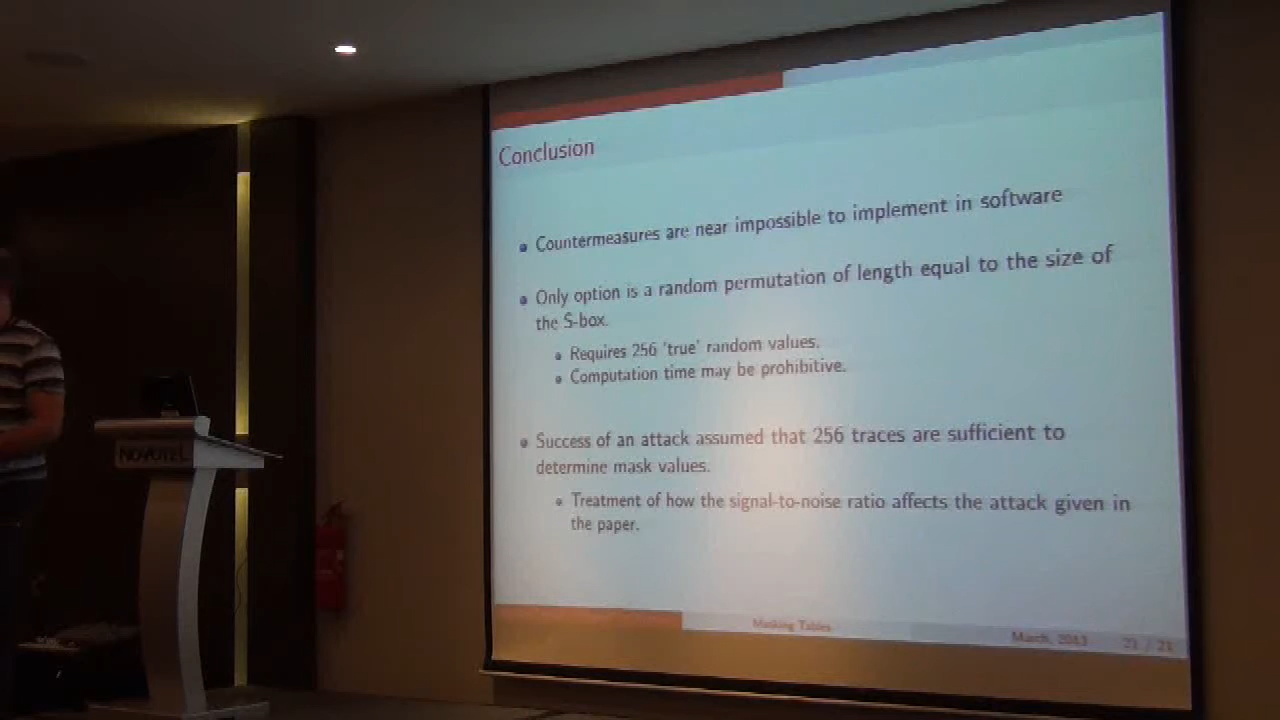 Conclusion
Countermeasures are near impossible to implement in software
Only option is a random permutation of length equal to the size of
the S-box.
Requires 256 'true' random values.
Computation time may be prohibitive.
Success of an attack assumed that 256 traces are sufficient to
determine mask values.
Treatment of how the signal-to-noise ratio affects the attack given in
the paper.
Masking Tables
March, 2013
21 / 21
NOVOTEL